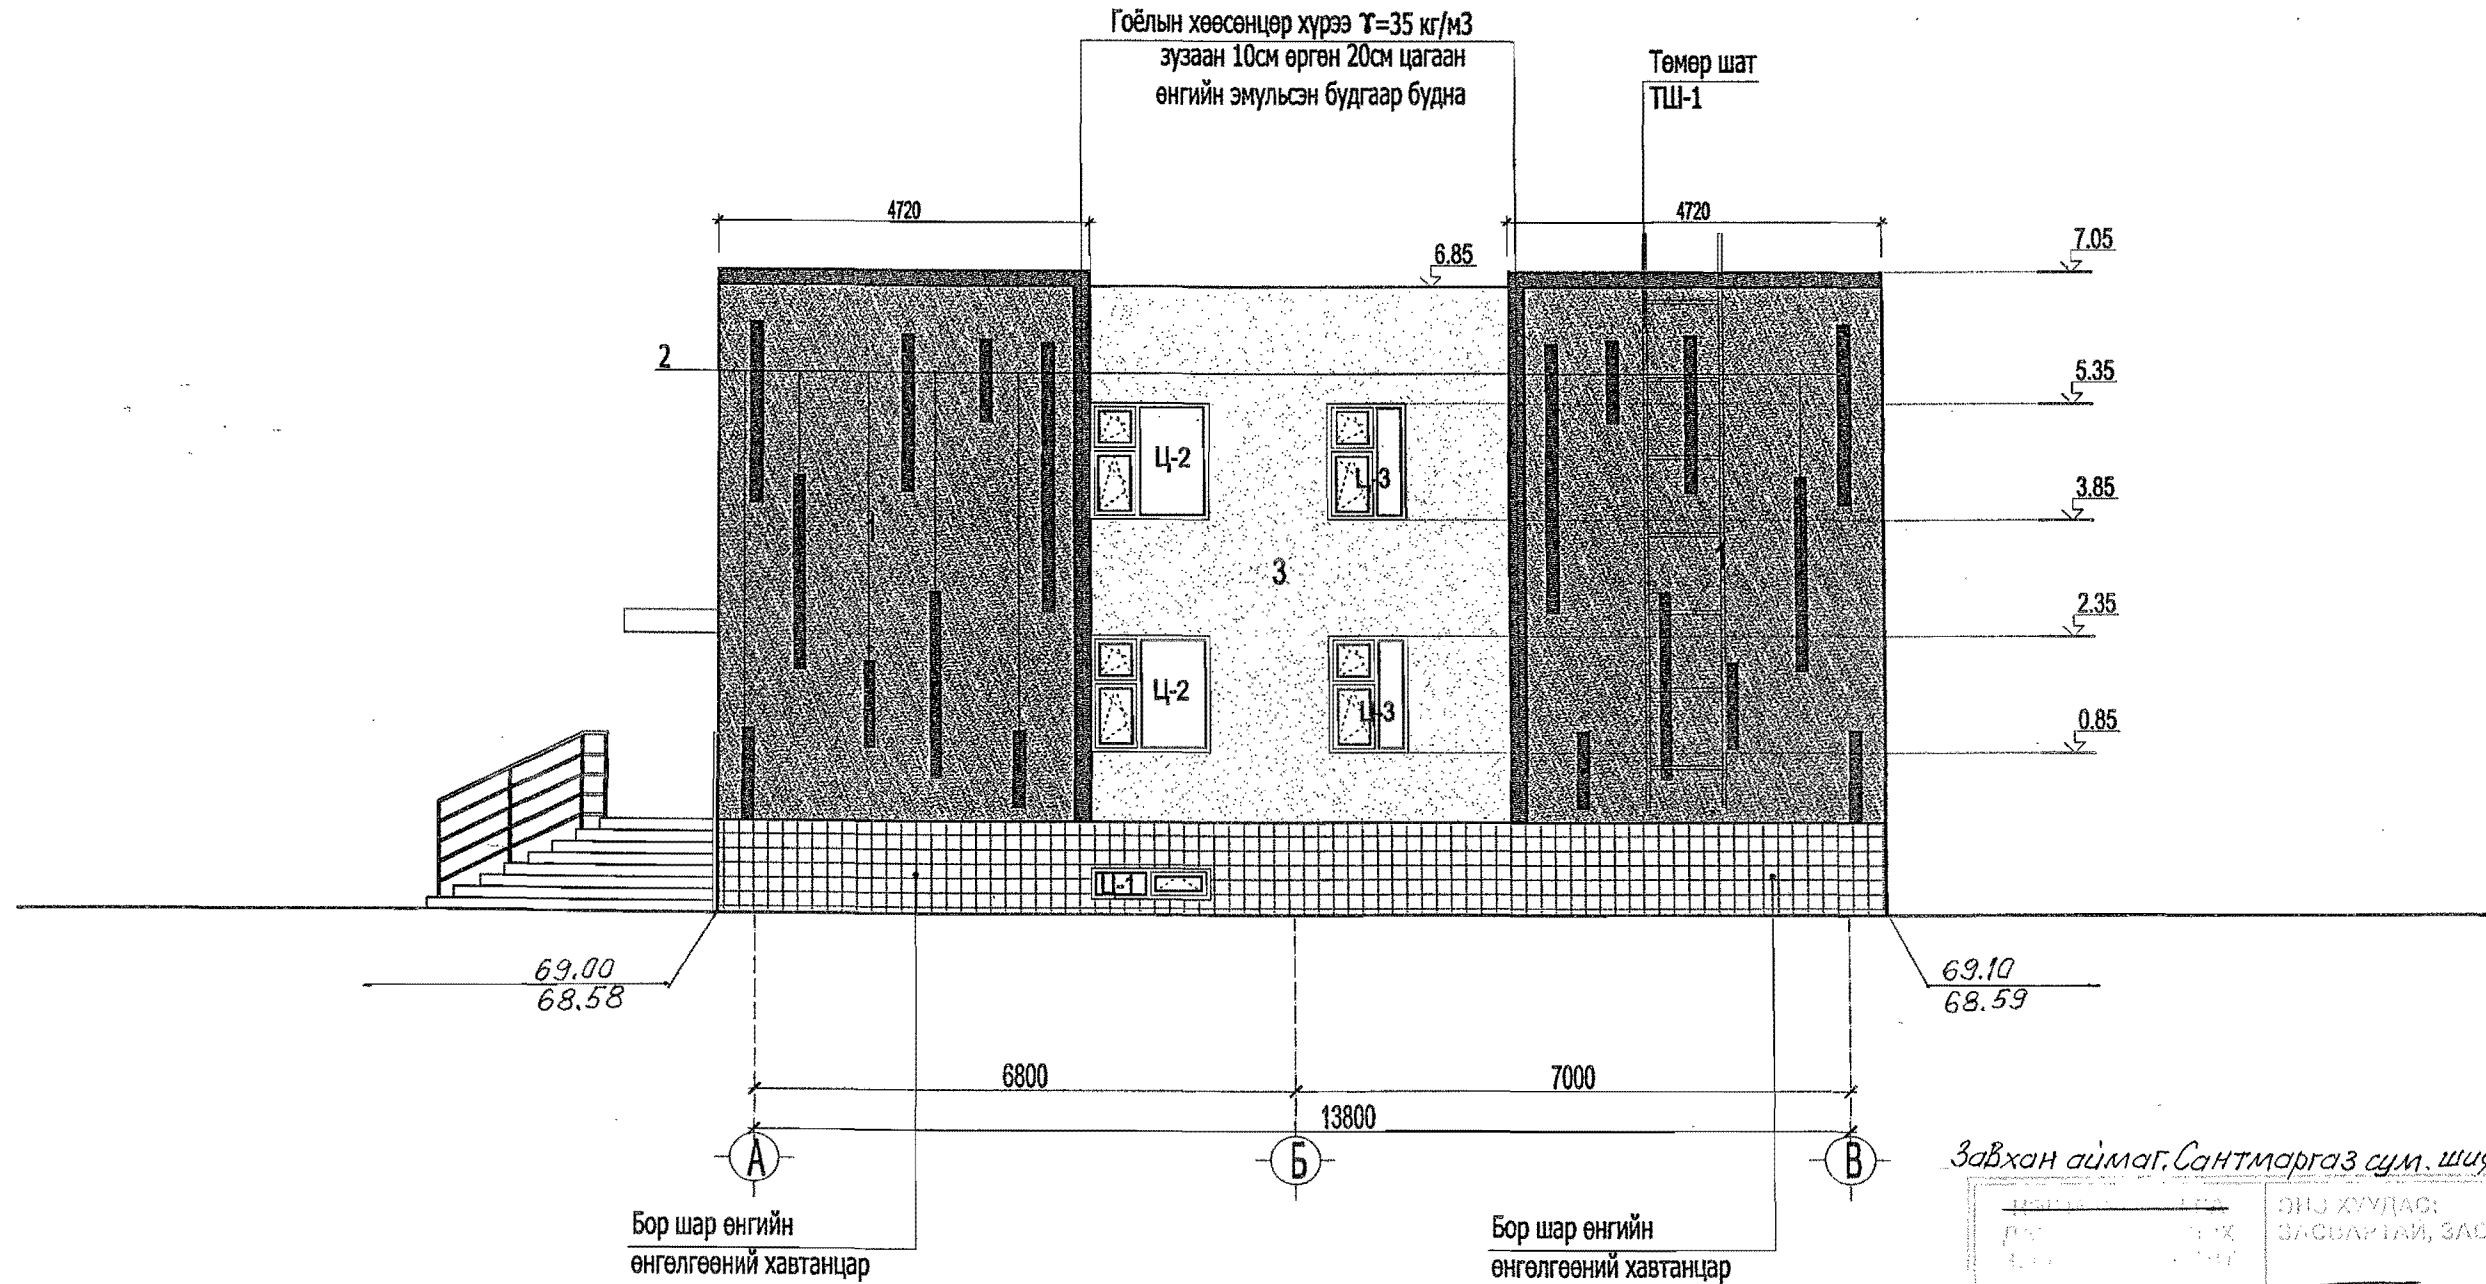 Гоёлын хөөсөнцөр хүрээ ɤ=35 кг/м3
зузаан 10см өргөн 20см цагаан
өнгийн эмульсэн будгаар будна
Төмөр шат
ТШ-1
4720
4720
6.85
7.05
2
5.35
Ц-2
Ц-3
3.85
3
2.35
Ц-2
Ц-3
0.85
Ц-1
69.00
68.58
69.10
68.59
6800
7000
13800
А
Б
В
Завхан аймаг. Сантмаргаз сум.
Бор шар өнгийн
өнгөлгөөний хавтанцар
Бор шар өнгийн
өнгөлгөөний хавтанцар
ЭНЭ ХУУДАС:
ЗАСВАРТАЙ,